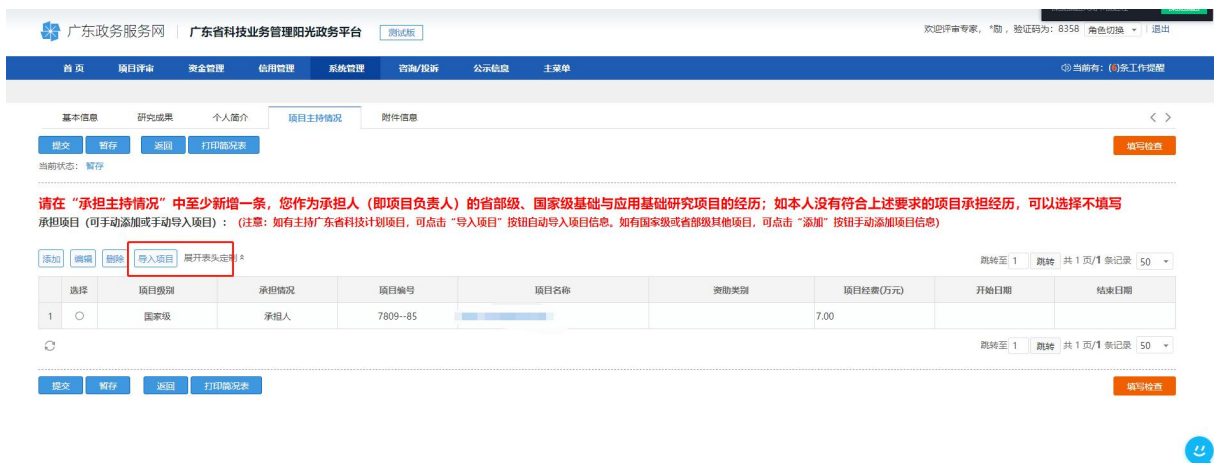 广东政务服务网 广东省科技业务管理阳光政务平台 测试版 欢迎评审专家, *勖 , 验证码为: 8358 角色切换 退出
首页 项目评审 资金管理 信用管理 系统管理 咨询/投诉 公示信息 主菜单 当前有: (6)条工作提醒
基本信息 研究成果 个人简介 项目主持情况 附件信息
提交 暂存 返回 打印简况表 填写检查
当前状态: 暂存
请在“承担主持情况”中至少新增一条,您作为承担人(即项目负责人)的省部级、国家级基础与应用基础研究项目的经历;如本人没有符合上述要求的项目承担经历,可以选择不填写
承担项目(可手动添加或手动导入项目): (注意: 如有主持广东省科技计划项目, 可点击“导入项目”按钮自动导入项目信息。如有国家级或省部级其他项目, 可点击“添加”按钮手动添加项目信息)
添加 编辑 删除 导入项目 展开表头定制 跳转至 1 跳转 共 1 页/1 条记录 50
选择 项目级别 承担情况 项目编号 项目名称 资助类别 项目经费(万元) 开始日期 结束日期
1 国家级 承担人 7809--85 7.00
跳转至 1 跳转 共 1 页/1 条记录 50
提交 暂存 返回 打印简况表 填写检查